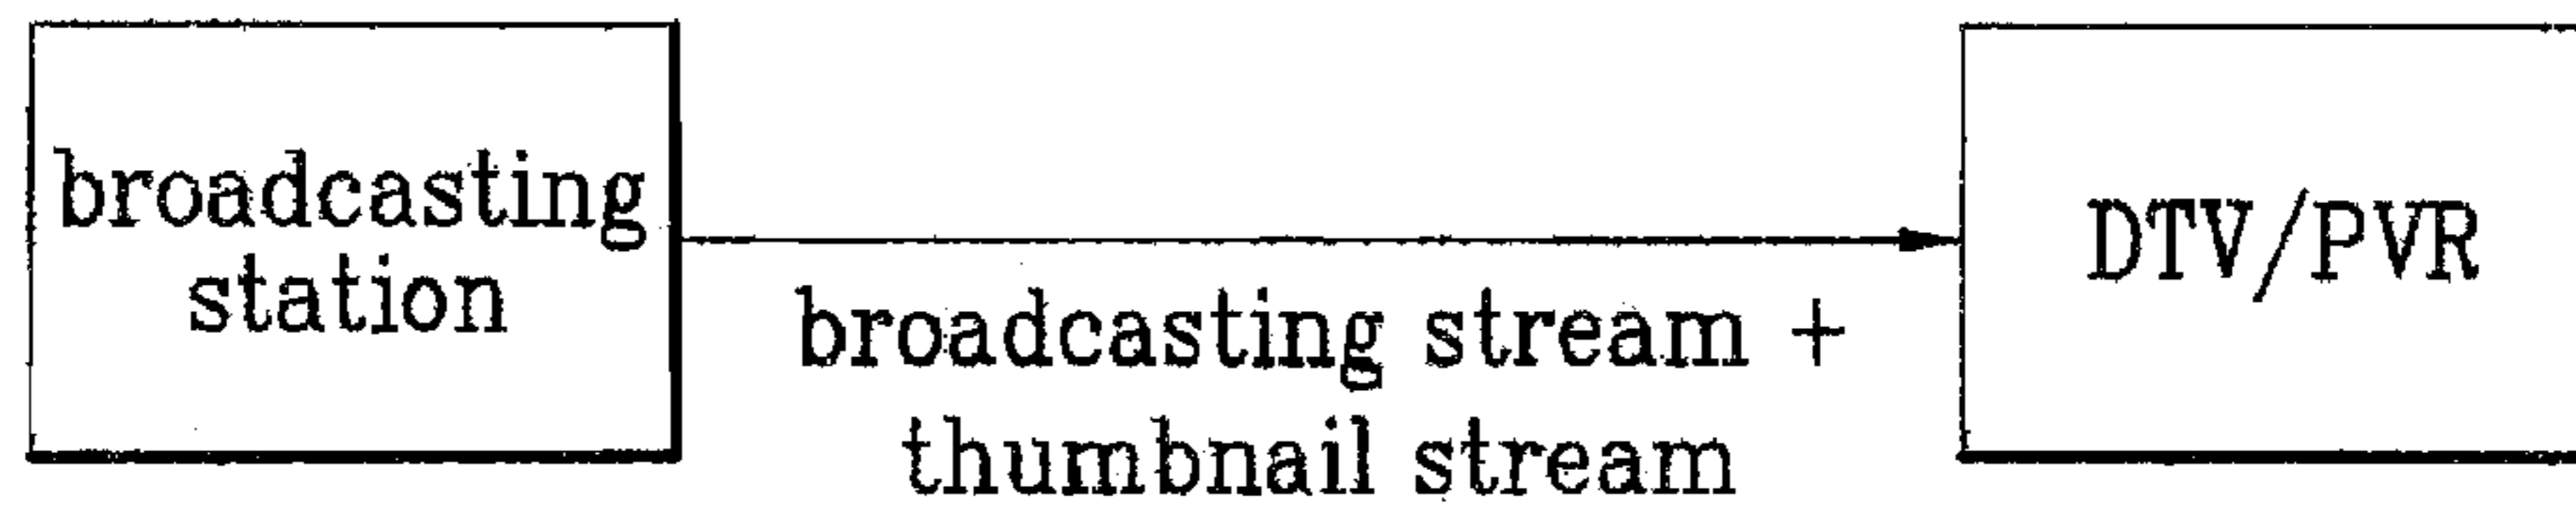 broadcasting
station
broadcasting stream +
thumbnail stream
DTV/PVR